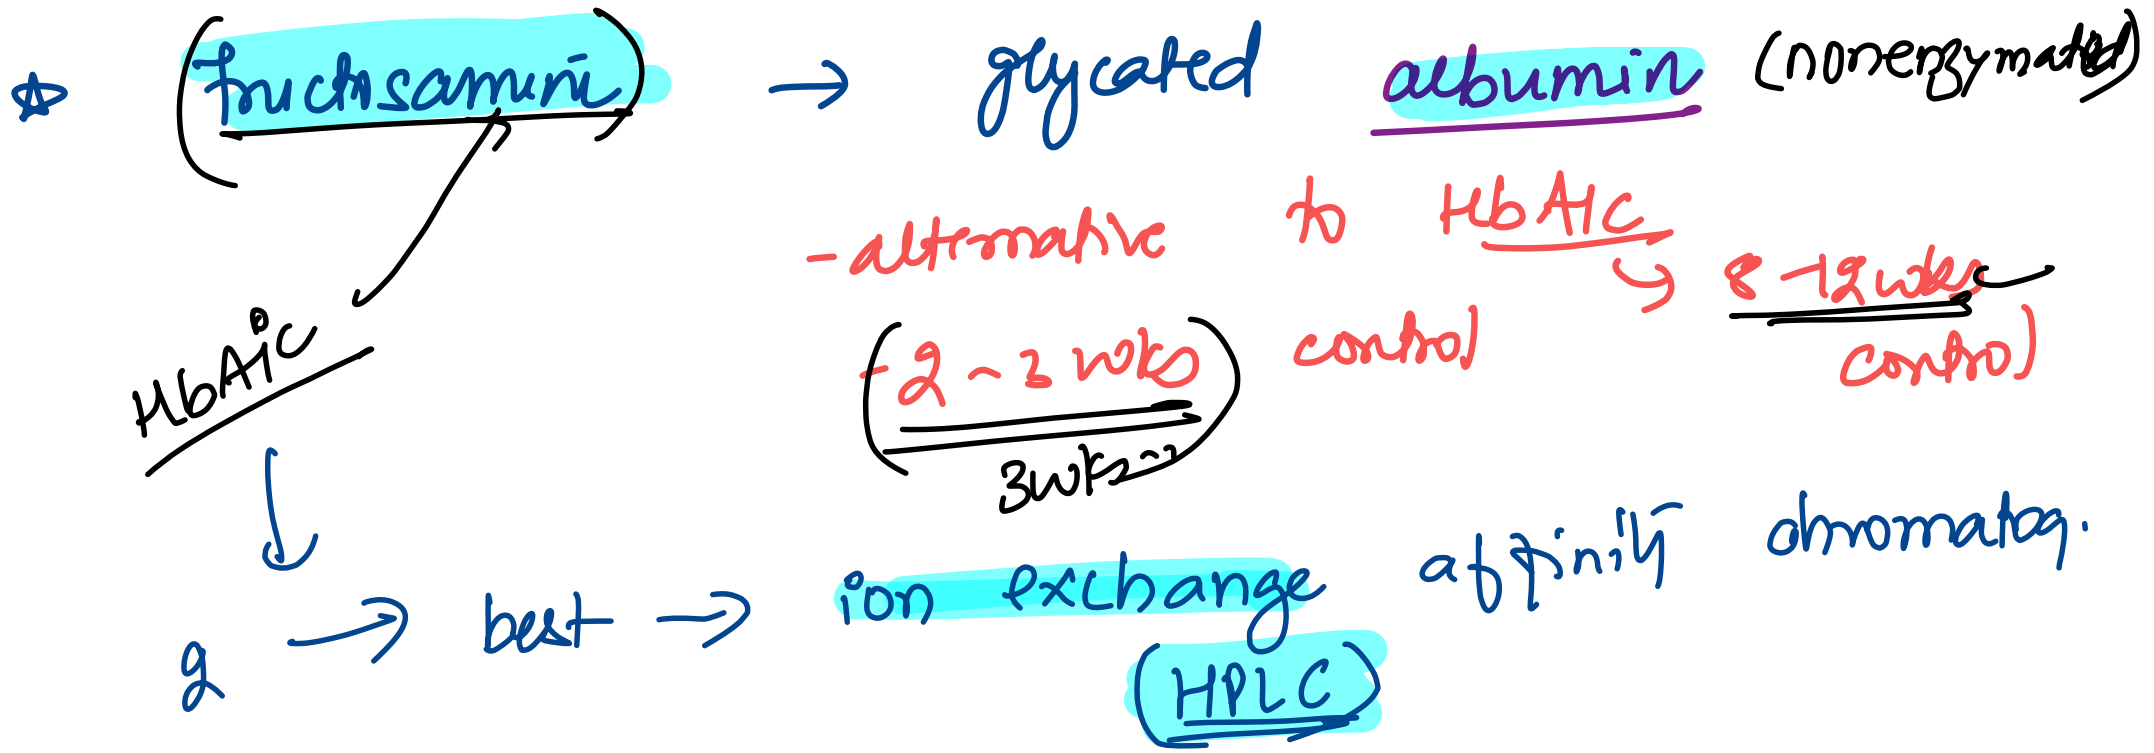 (fructosamine) → glycated albumin (nonenzymated)
- alternative to HbA1C → 8-12 wks control
- 2-3 wks control
3wks
HbA1C
→ best → ion exchange affinity chromatog.
(HPLC)